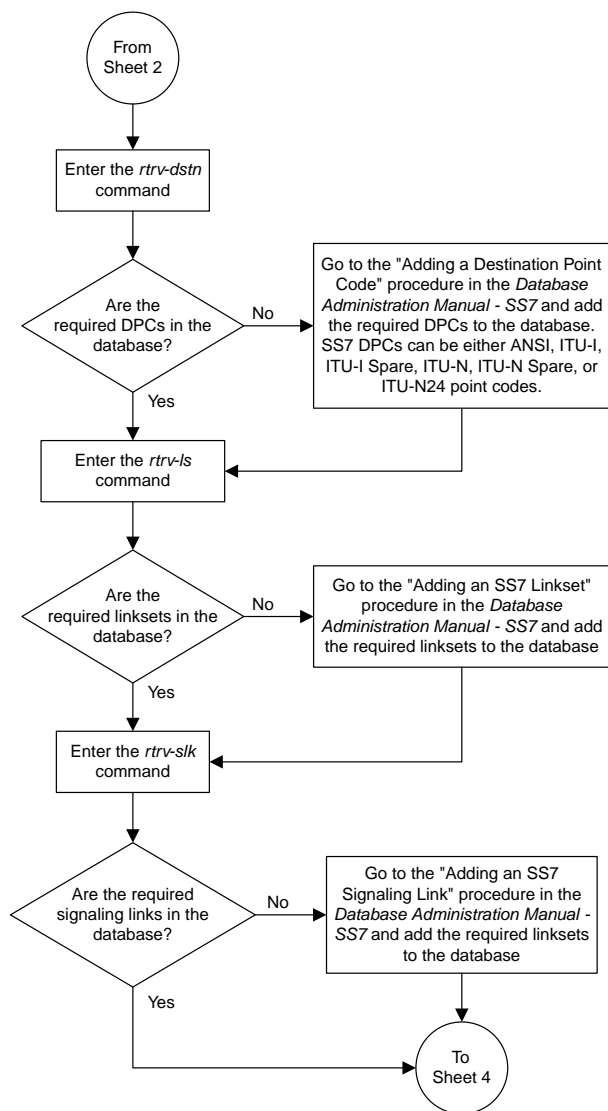 From
Sheet 2
Enter the rtrv-dstn
command
Are the
required DPCs in the
database?
No
Yes
Go to the "Adding a Destination Point
Code" procedure in the Database
Administration Manual - SS7 and add
the required DPCs to the database.
SS7 DPCs can be either ANSI, ITU-I,
ITU-I Spare, ITU-N, ITU-N Spare, or
ITU-N24 point codes.
Enter the rtrv-ls
command
Are the
required linksets in the
database?
No
Yes
Go to the "Adding an SS7 Linkset"
procedure in the Database
Administration Manual - SS7 and add
the required linksets to the database
Enter the rtrv-slk
command
Are the required
signaling links in the
database?
No
Yes
Go to the "Adding an SS7
Signaling Link" procedure in the
Database Administration Manual -
SS7 and add the required linksets
to the database
To
Sheet 4